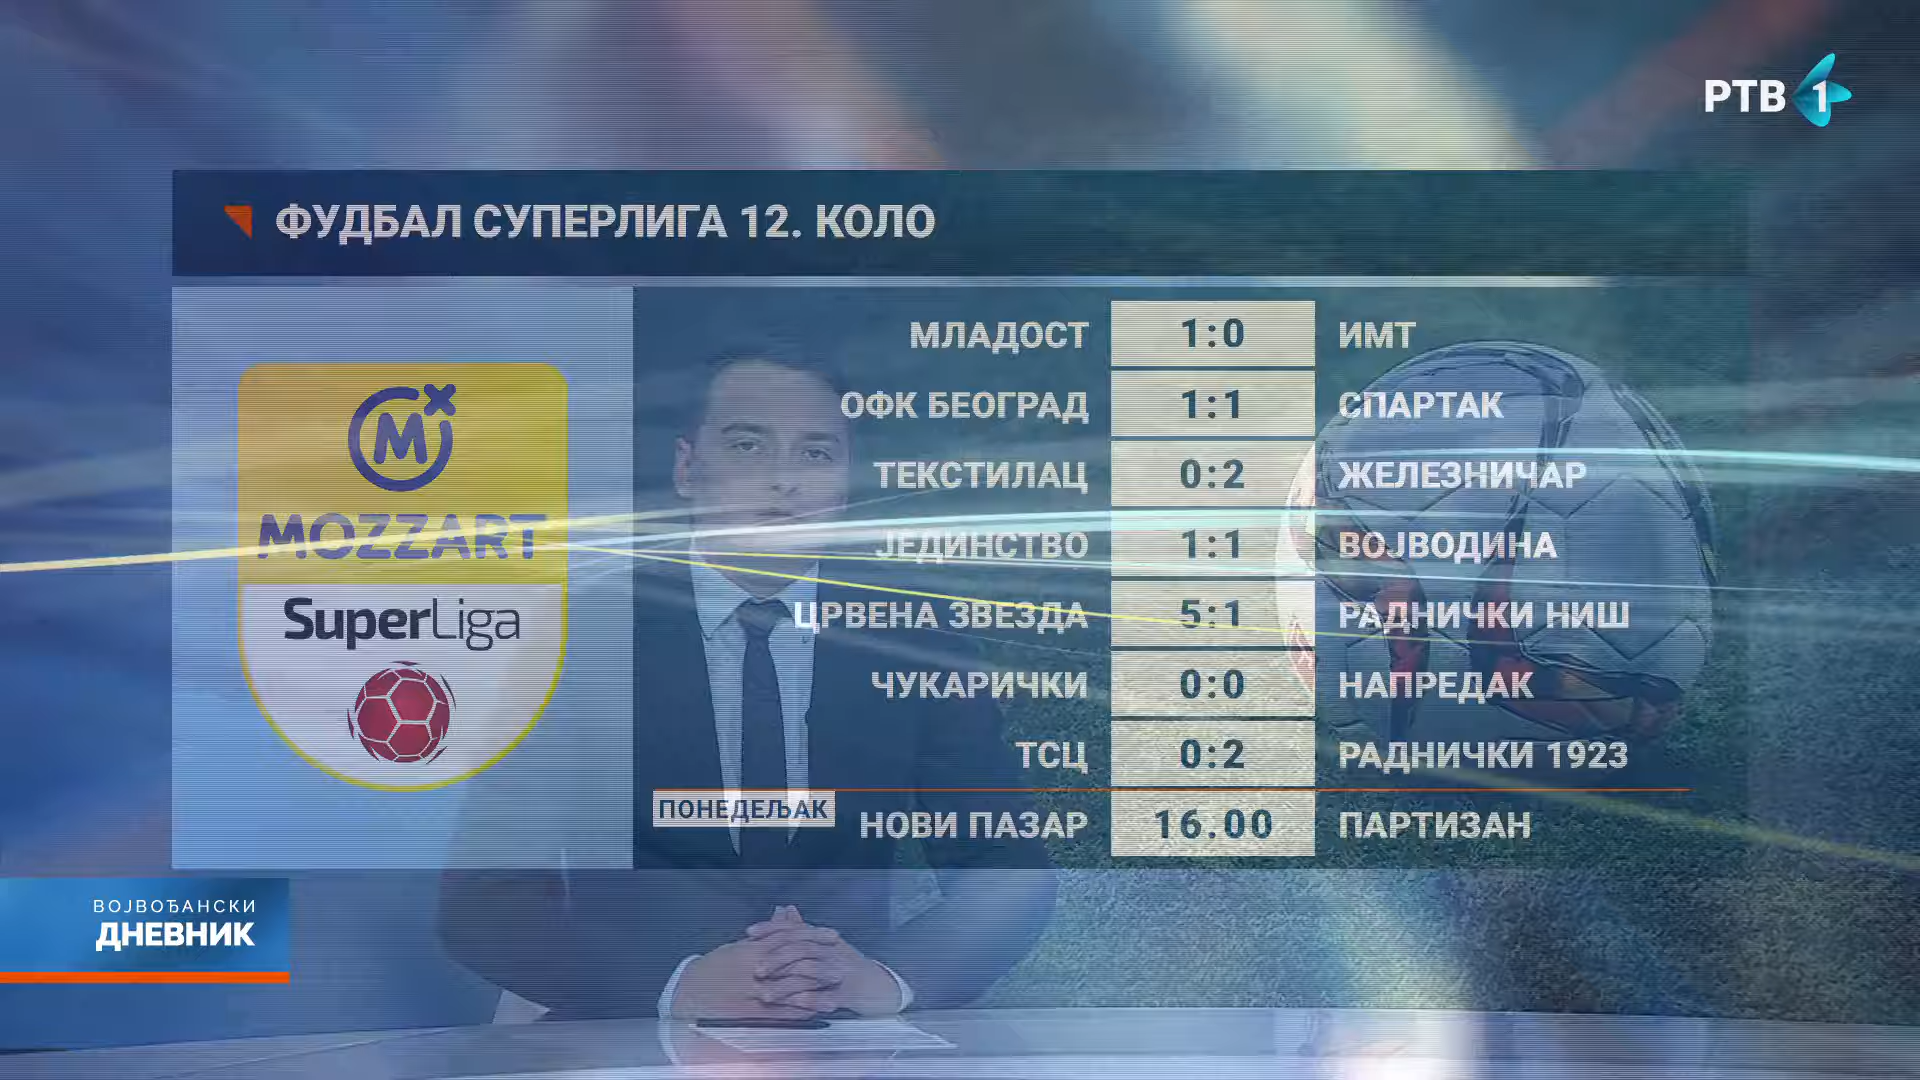 РТВ 1
ФУДБАЛ СУПЕРЛИГА 12. КОЛО
MOZZART
SuperLiga
МЛАДОСТ 1:0 ИМТ
ОФК БЕОГРАД 1:1 СПАРТАК
ТЕКСТИЛАЦ 0:2 ЖЕЛЕЗНИЧАР
ЈЕДИНСТВО 1:1 ВОЈВОДИНА
ЦРВЕНА ЗВЕЗДА 5:1 РАДНИЧКИ НИШ
ЧУКАРИЧКИ 0:0 НАПРЕДАК
ТСЦ 0:2 РАДНИЧКИ 1923
ПОНЕДЕЉАК
НОВИ ПАЗАР 16.00 ПАРТИЗАН
ВОЈВОЂАНСКИ
ДНЕВНИК